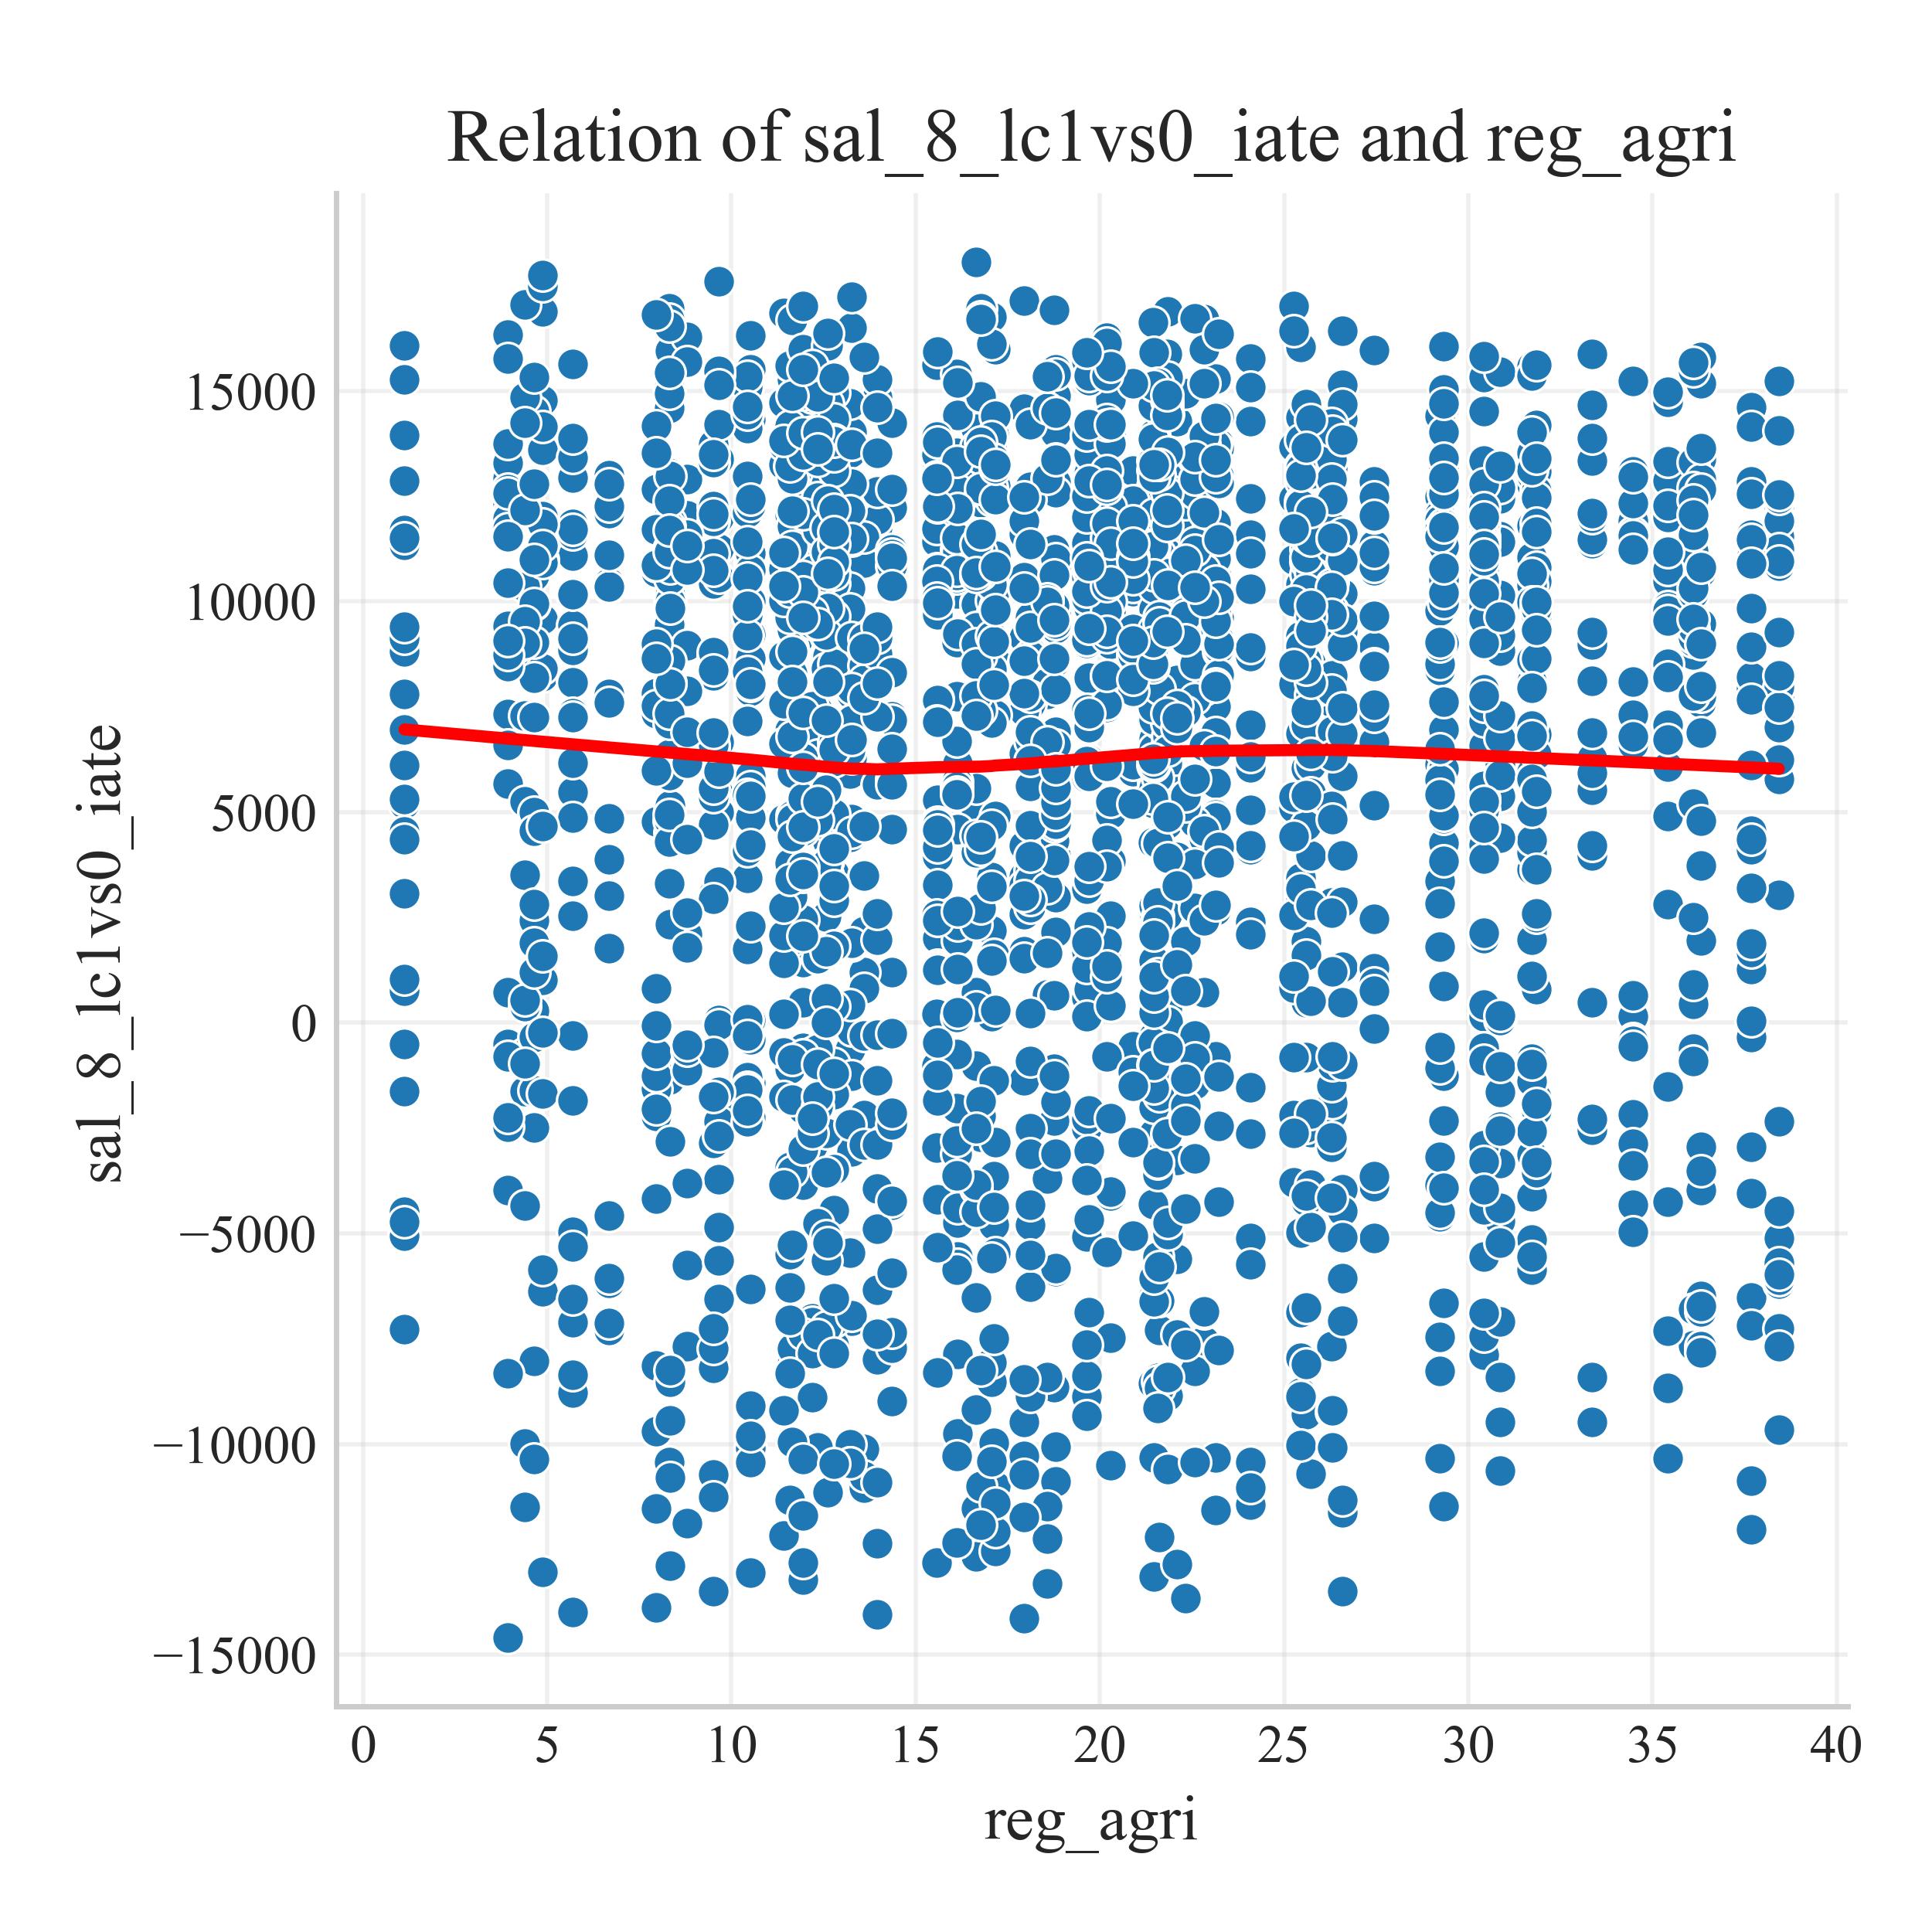 Relation of sal_8_lc1vs0_iate and reg_agri
sal_8_lc1vs0_iate
15000
10000
5000
0
−5000
−10000
−15000
0 5 10 15 20 25 30 35 40
reg_agri